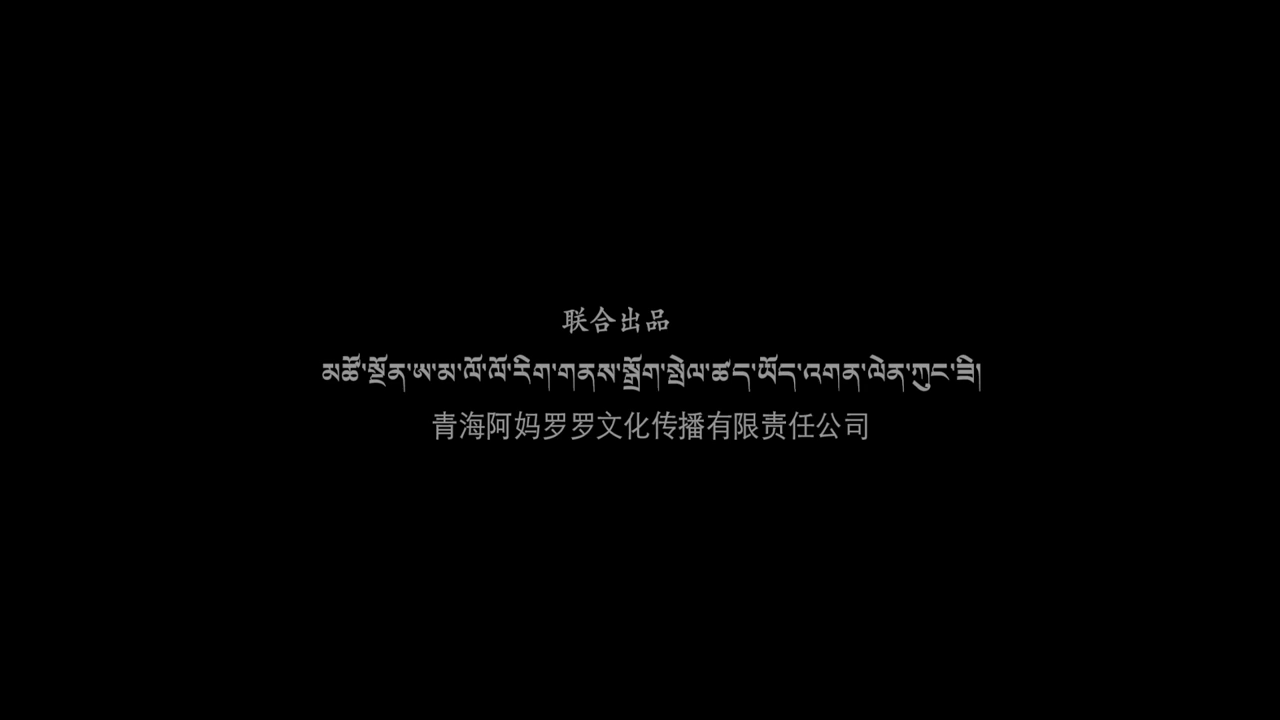 联合出品
མཚོ་སྔོན་ཨ་མ་ལོ་ལོ་རིག་གནས་སྒྲོག་སྤེལ་ཚད་ཡོད་འགན་ལེན་ཀུང་ཟི།
青海阿妈罗罗文化传播有限责任公司